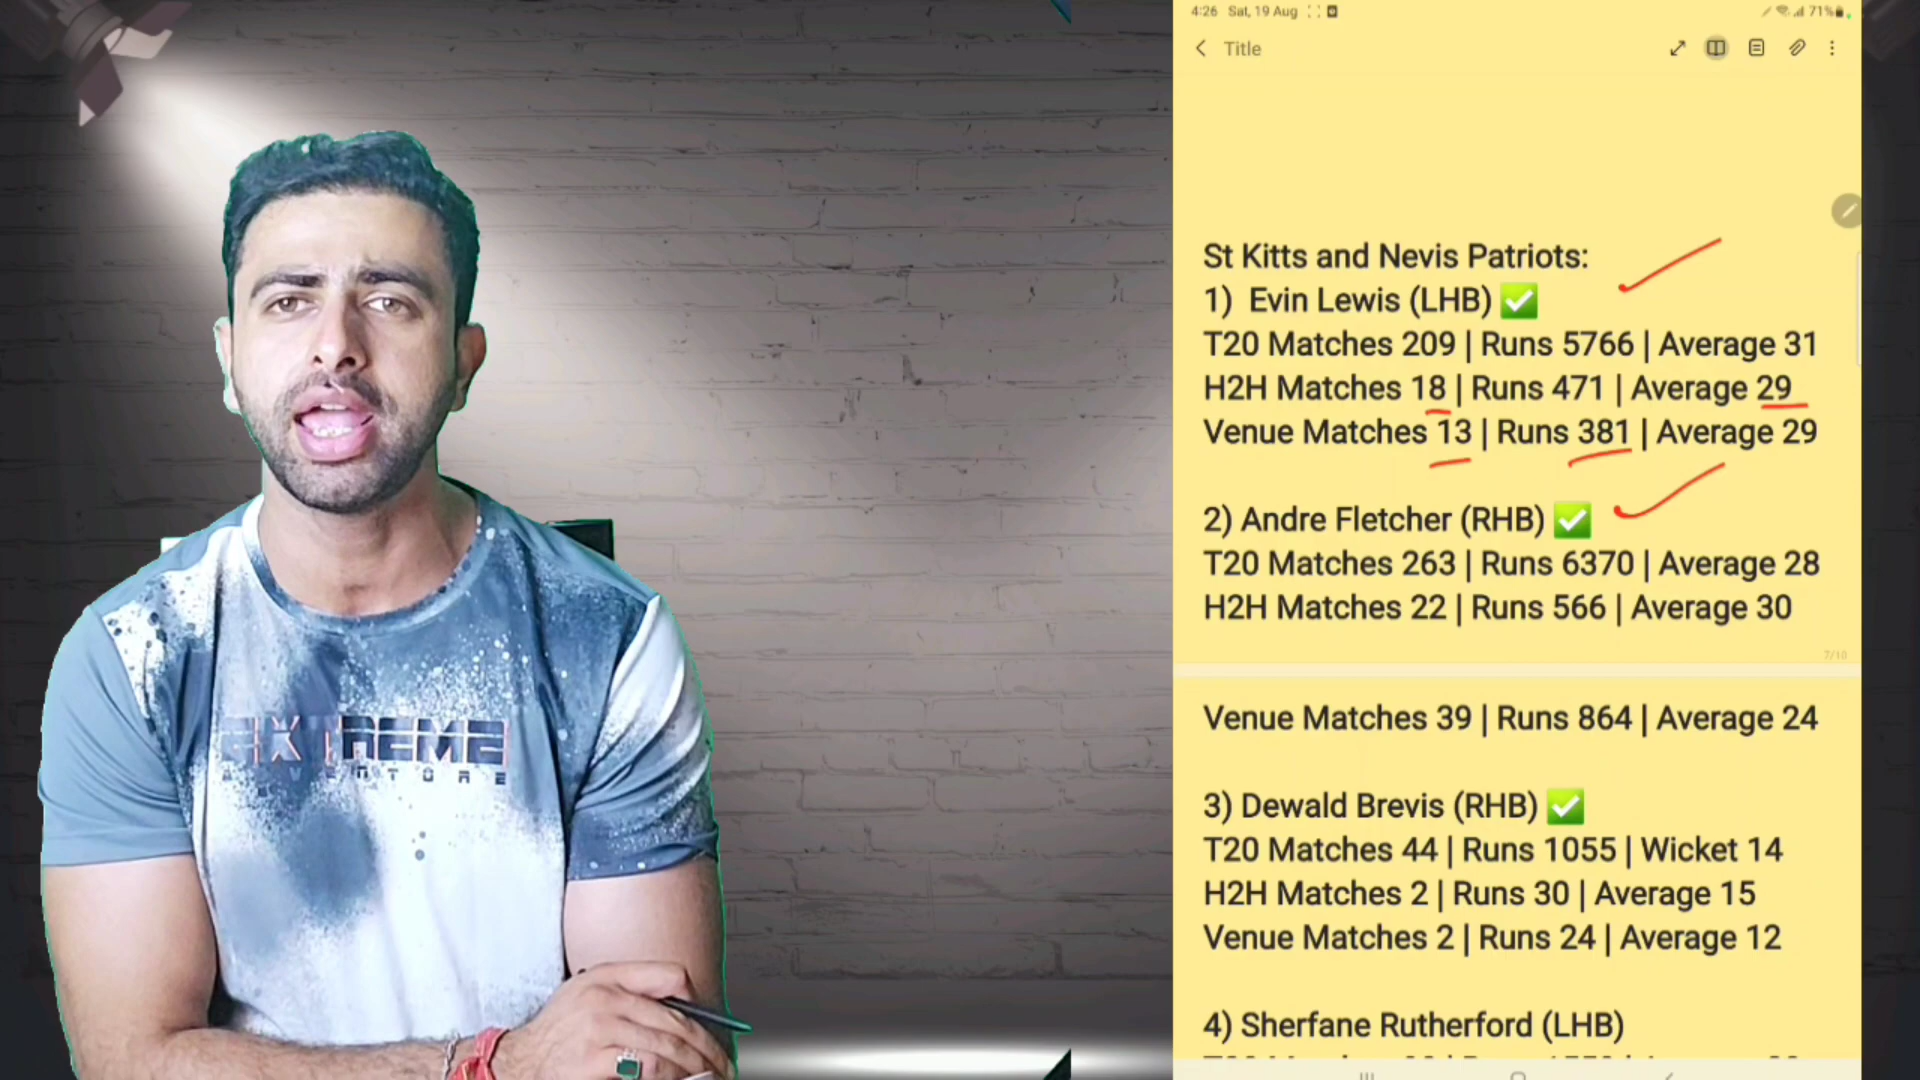 4:26 Sat, 19 Aug
71%
Title
St Kitts and Nevis Patriots:
1) Evin Lewis (LHB) ✅
T20 Matches 209 | Runs 5766 | Average 31
H2H Matches 18 | Runs 471 | Average 29
Venue Matches 13 | Runs 381 | Average 29
2) Andre Fletcher (RHB) ✅
T20 Matches 263 | Runs 6370 | Average 28
H2H Matches 22 | Runs 566 | Average 30
7/10
Venue Matches 39 | Runs 864 | Average 24
3) Dewald Brevis (RHB) ✅
T20 Matches 44 | Runs 1055 | Wicket 14
H2H Matches 2 | Runs 30 | Average 15
Venue Matches 2 | Runs 24 | Average 12
4) Sherfane Rutherford (LHB)
EXTREME